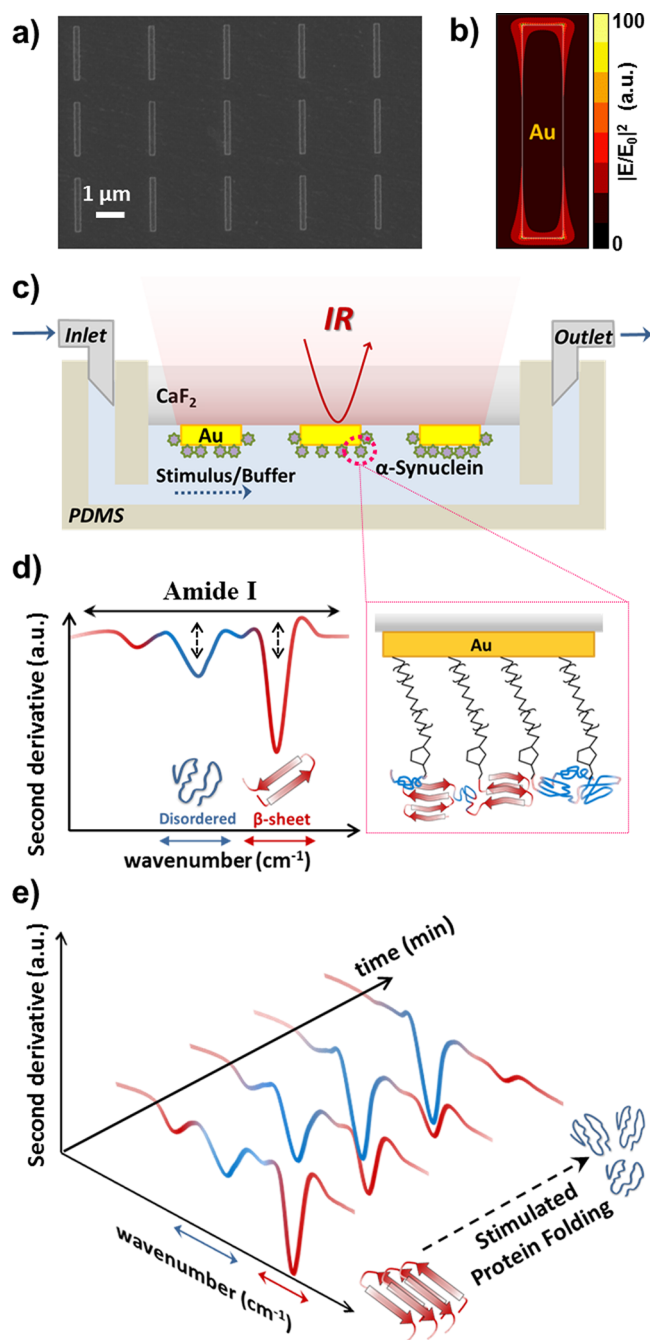 a)
1 µm
b)
Au
100
0
|E/E₀|² (a.u.)
c)
Inlet
IR
Outlet
CaF₂
Au
Stimulus/Buffer
α-Synuclein
PDMS
d)
Amide I
Second derivative (a.u.)
Disordered
β-sheet
wavenumber (cm⁻¹)
Au
e)
Second derivative (a.u.)
time (min)
wavenumber (cm⁻¹)
Stimulated
Protein Folding